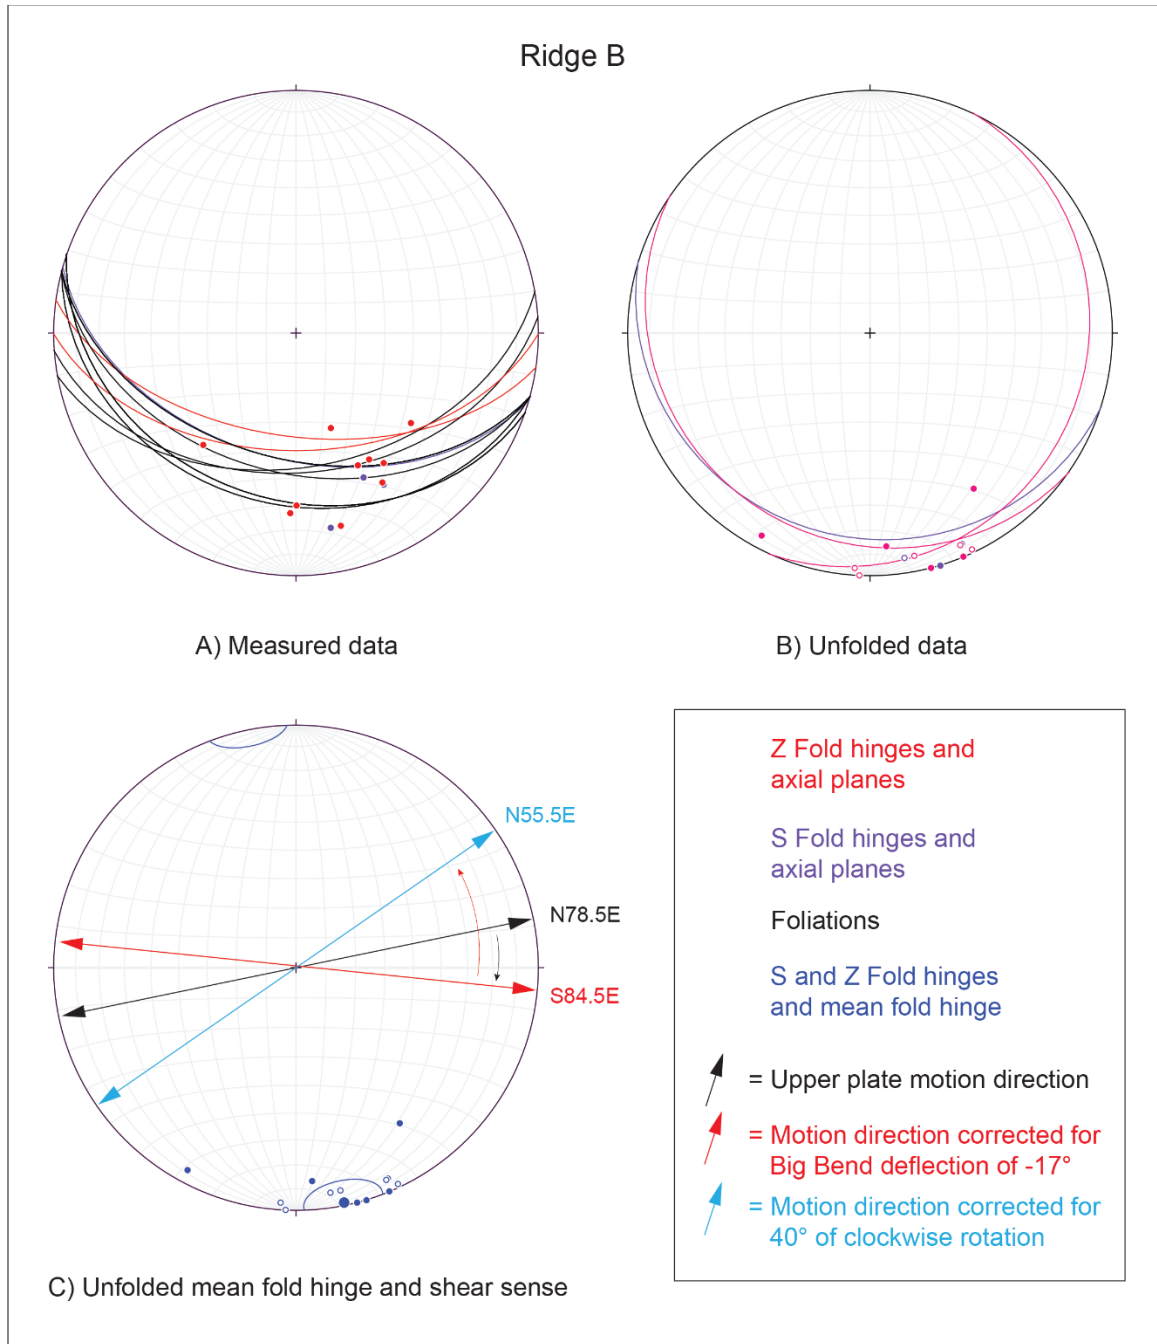 Ridge B
A) Measured data
B) Unfolded data
N55.5E
N78.5E
S84.5E
C) Unfolded mean fold hinge and shear sense
Z Fold hinges and
axial planes
S Fold hinges and
axial planes
Foliations
S and Z Fold hinges
and mean fold hinge
= Upper plate motion direction
= Motion direction corrected for
Big Bend deflection of -17°
= Motion direction corrected for
40° of clockwise rotation